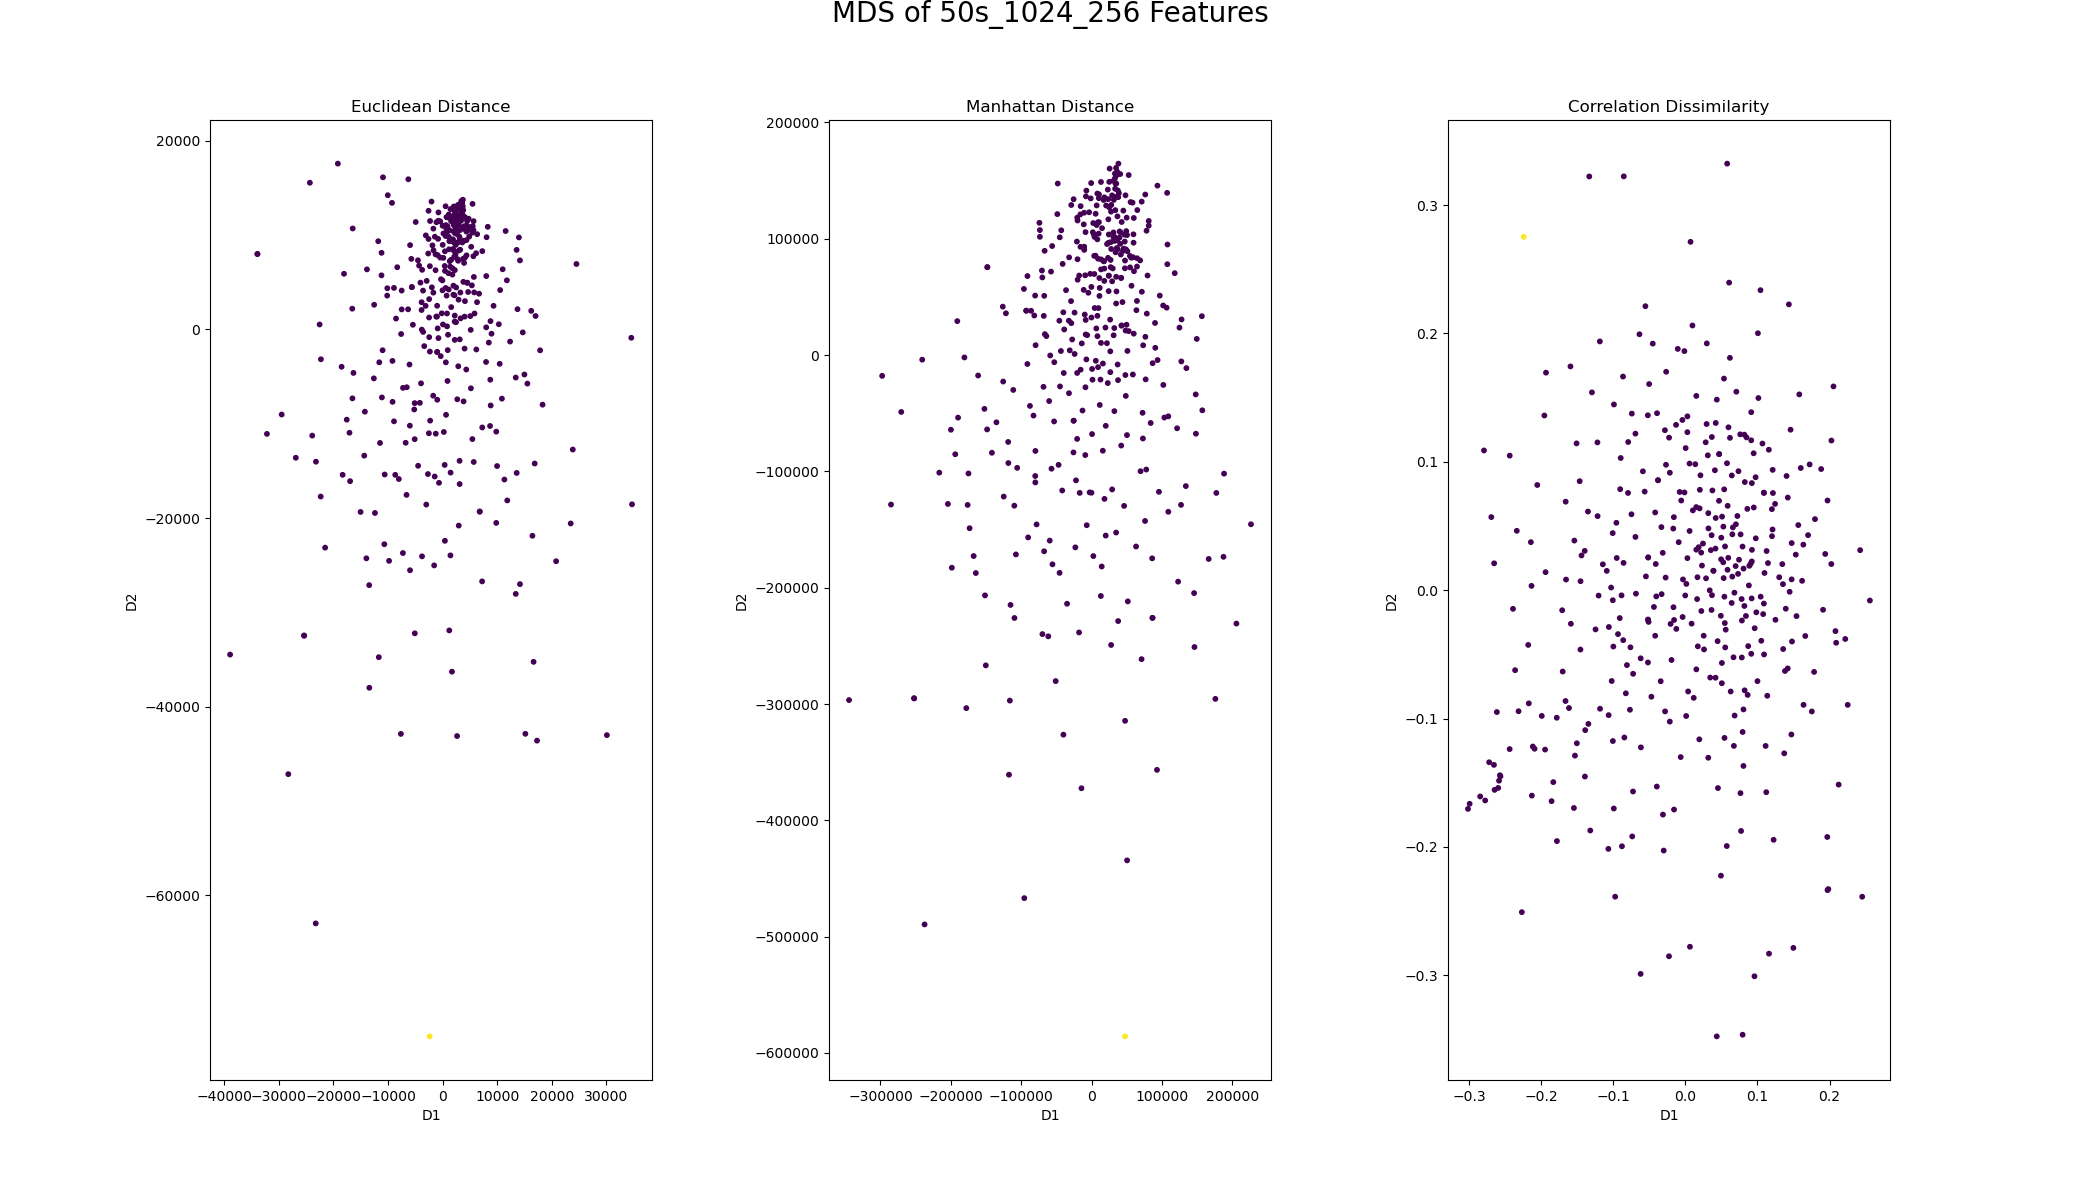 MDS of 50s_1024_256 Features
Euclidean Distance
20000
0
−20000
−40000
−60000
D2
−40000 −30000 −20000 −10000 0 10000 20000 30000
D1
Manhattan Distance
200000
100000
0
−100000
−200000
−300000
−400000
−500000
−600000
D2
−300000 −200000 −100000 0 100000 200000
D1
Correlation Dissimilarity
0.3
0.2
0.1
0.0
−0.1
−0.2
−0.3
D2
−0.3 −0.2 −0.1 0.0 0.1 0.2
D1